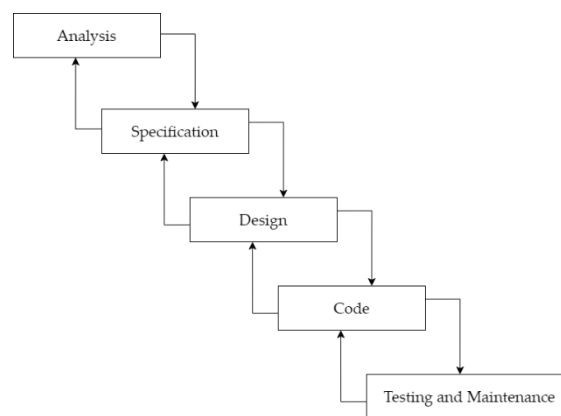 Analysis
Specification
Design
Code
Testing and Maintenance